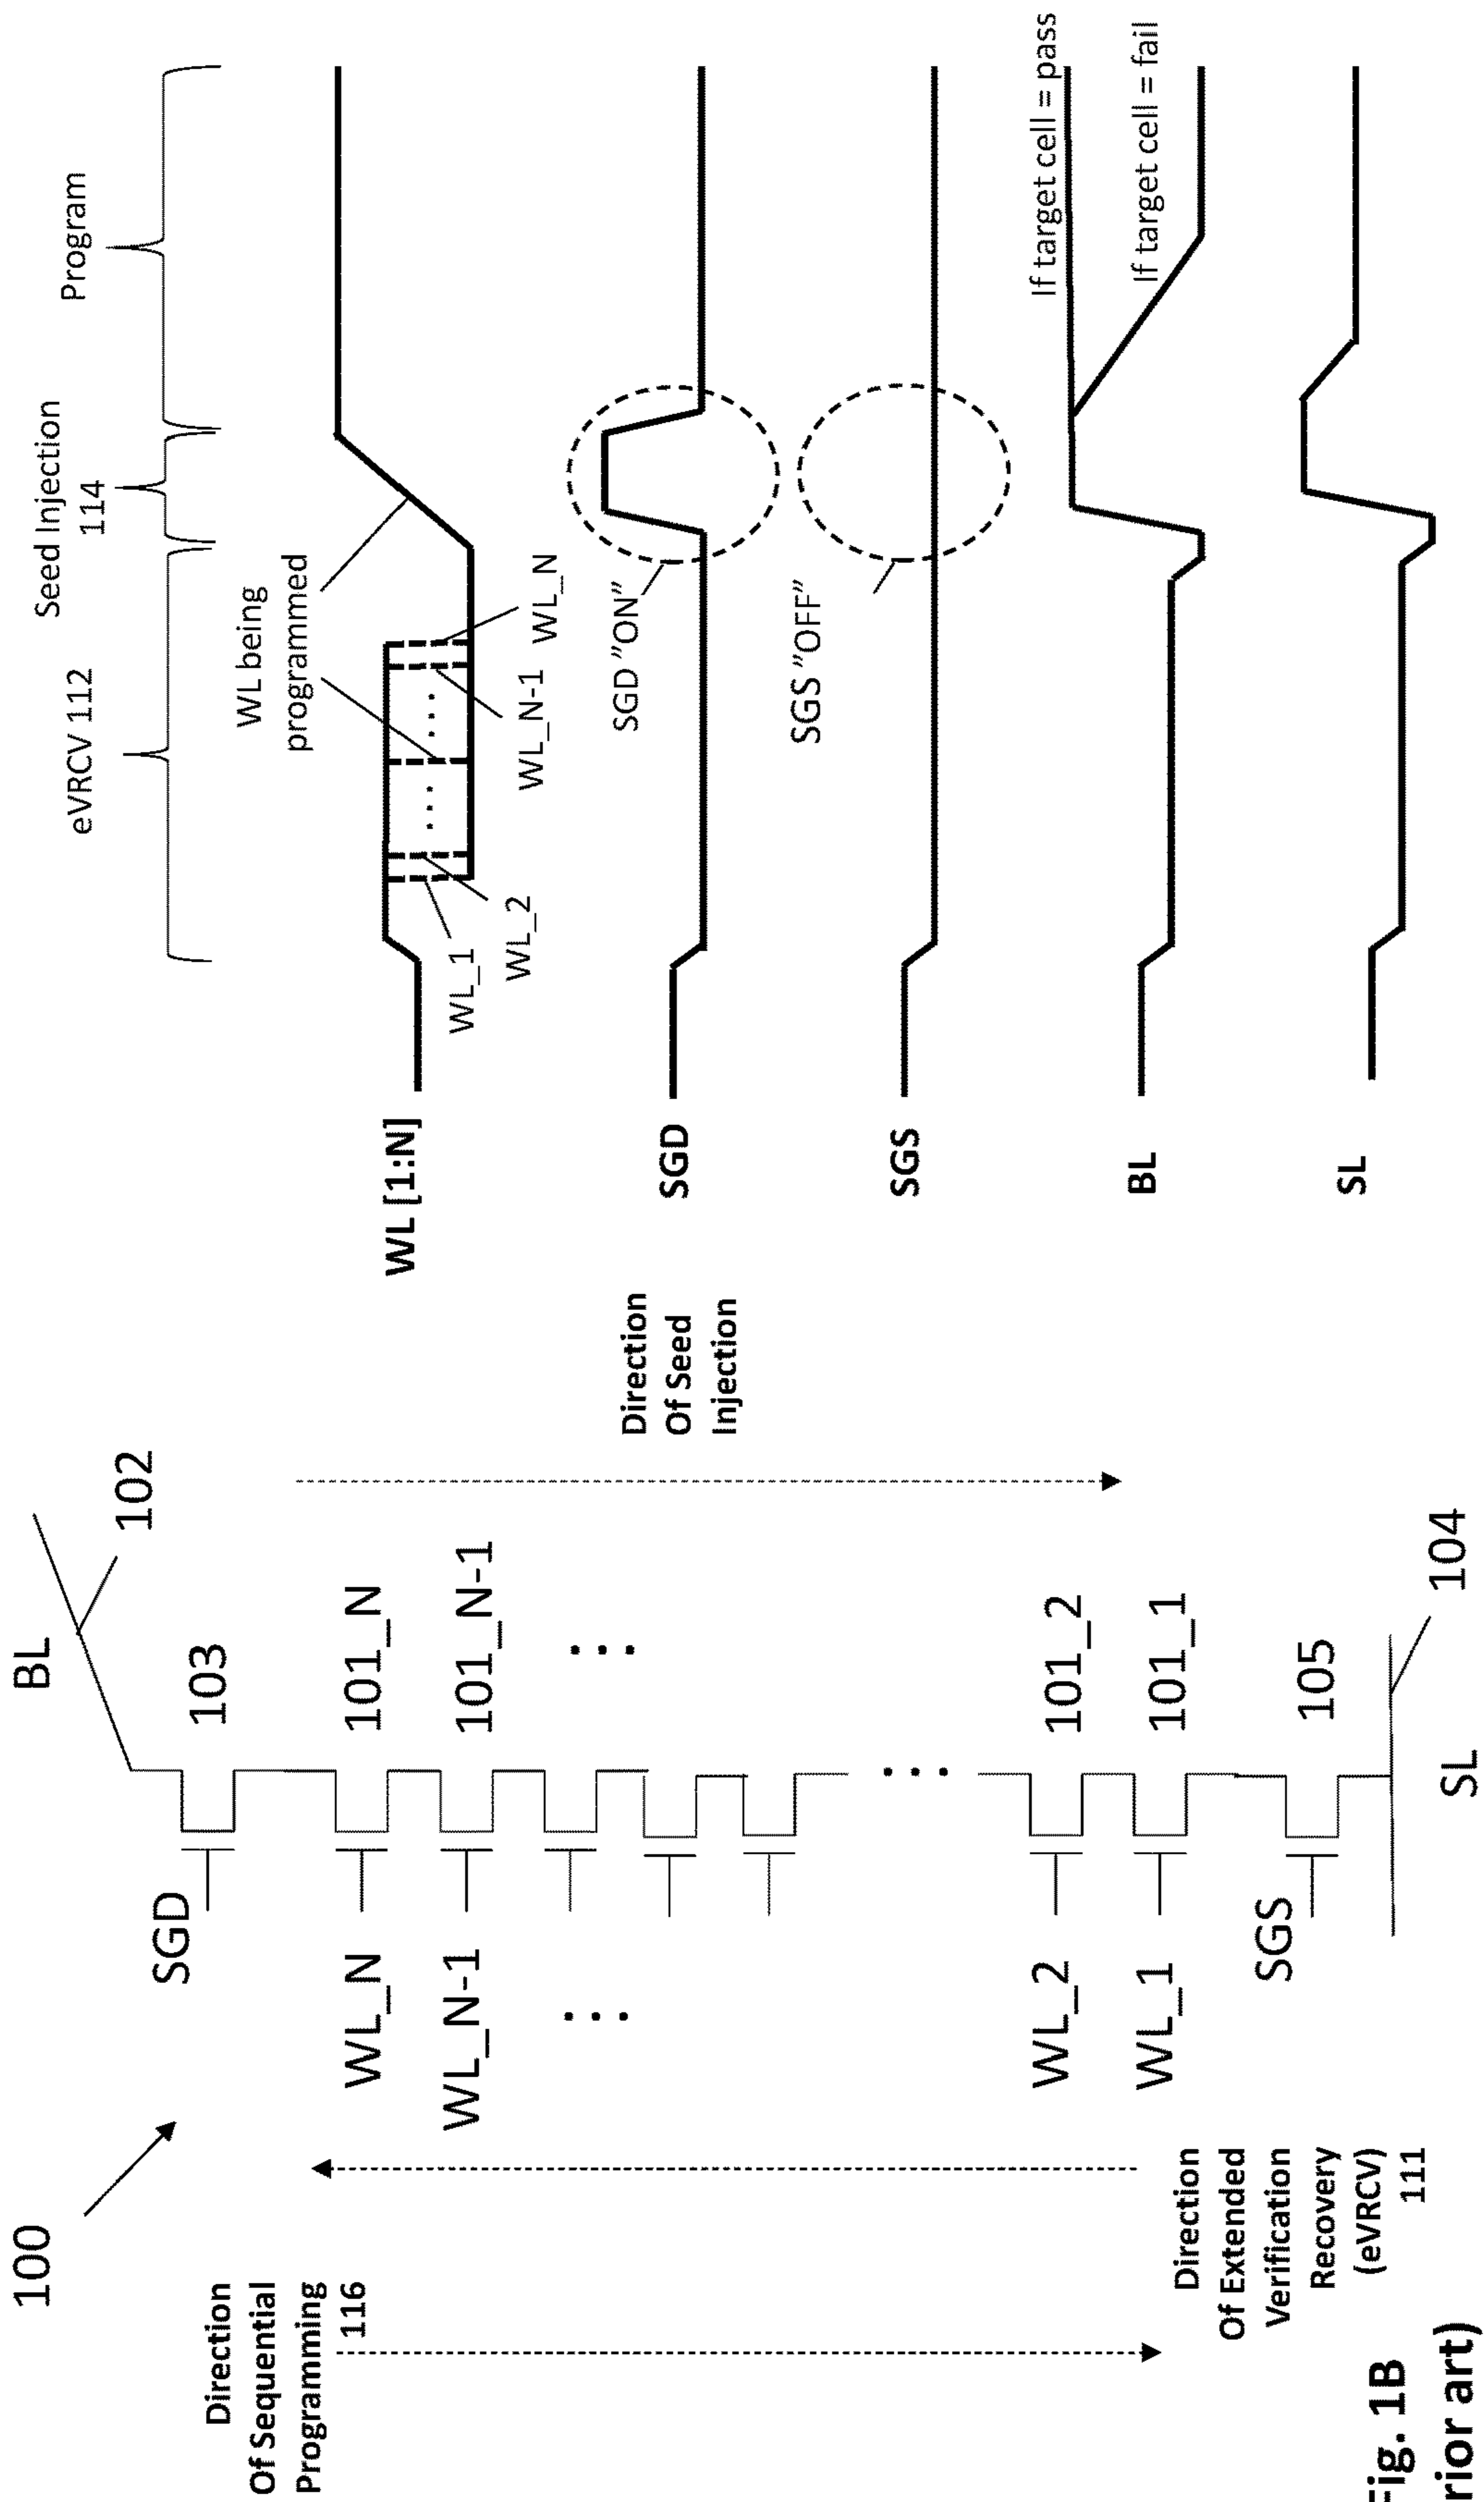 100
Direction
Of Sequential
Programming
116
Direction
Of Extended
Verification
Recovery
(eVRCV)
111
BL
102
SGD
103
WL_N
101_N
WL_N-1
101_N-1
...
...
...
WL_2
101_2
WL_1
101_1
SGS
105
SL
104
Direction
Of Seed
Injection
eVRCV 112
Seed Injection
114
Program
WL [1:N]
WL being
programmed
WL_1
WL_2
...
...
WL_N-1
WL_N
SGD
SGD "ON"
SGS
SGS "OFF"
BL
If target cell = pass
If target cell = fail
SL
Fig. 1B
rior art)